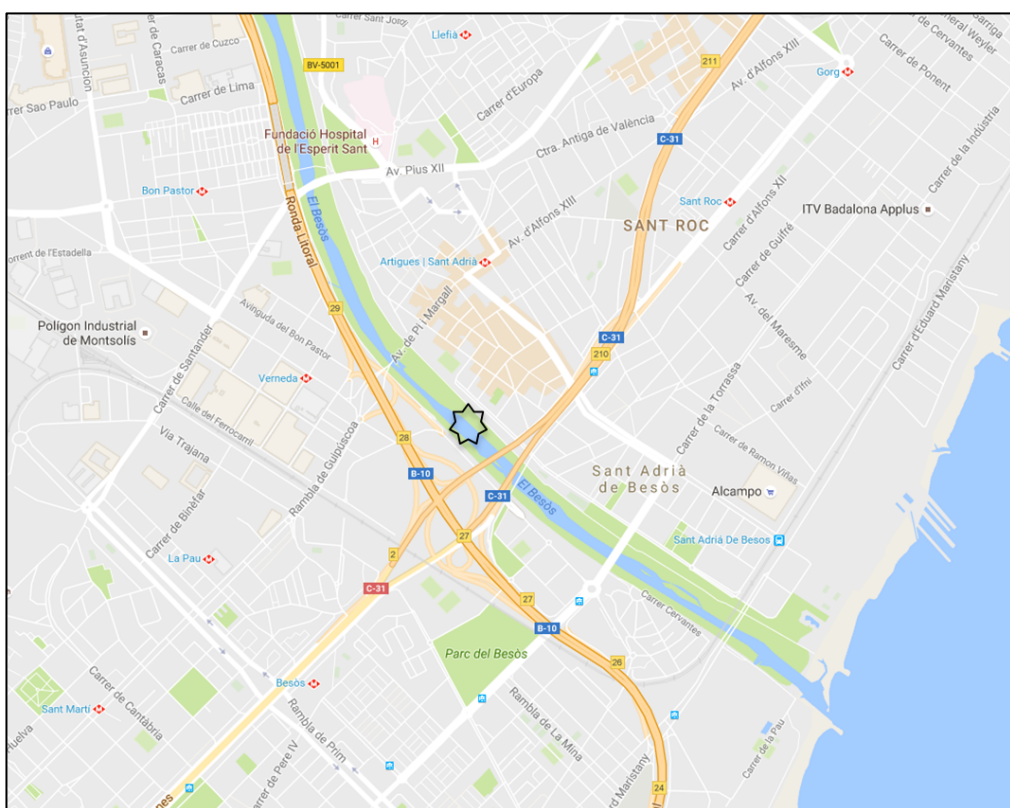 Carrer Sant Jordi
Llefià
Carrer de Cuzco
Carrer de Caracas
BV-5001
211
Av. d'Alfons XIII
Gorg
Carrer de Cervantes
Carrer de Ponent
Carrer de Lima
Carrer d'Europa
Carrer de la Indústria
Fundació Hospital
de l'Esperit Sant
H
Ctra. Antiga de València
C-31
Av. Pius XII
Bon Pastor
Sant Roc
Carrer d'Alfons XII
ITV Badalona Applus
El Besòs
Ronda Litoral
Av. d'Alfons XIII
SANT ROC
Carrer de Guifré
Artigues | Sant Adrià
Carrer d'Eduard Maristany
29
Av. de Pi i Margall
Av. del Maresme
Avinguda del Bon Pastor
Polígon Industrial
de Montsolís
C-31
210
Carrer de Santander
Verneda
Carrer d'Ifni
Carrer de la Torrassa
Calle del Ferrocarril
Via Trajana
28
Rambla de Guipúscoa
Carrer de Ramon Viñas
B-10
Sant Adrià
de Besòs
Alcampo
C-31
El Besòs
Carrer de Binèfar
27
Sant Adrià De Besos
La Pau
2
C-31
27
Carrer Cervantes
B-10
Parc del Besòs
26
Besòs
Carrer de Cantàbria
Sant Martí
Rambla de Prim
Rambla de La Mina
Carrer de la Pau
Carrer de Pere IV
Maristany
24